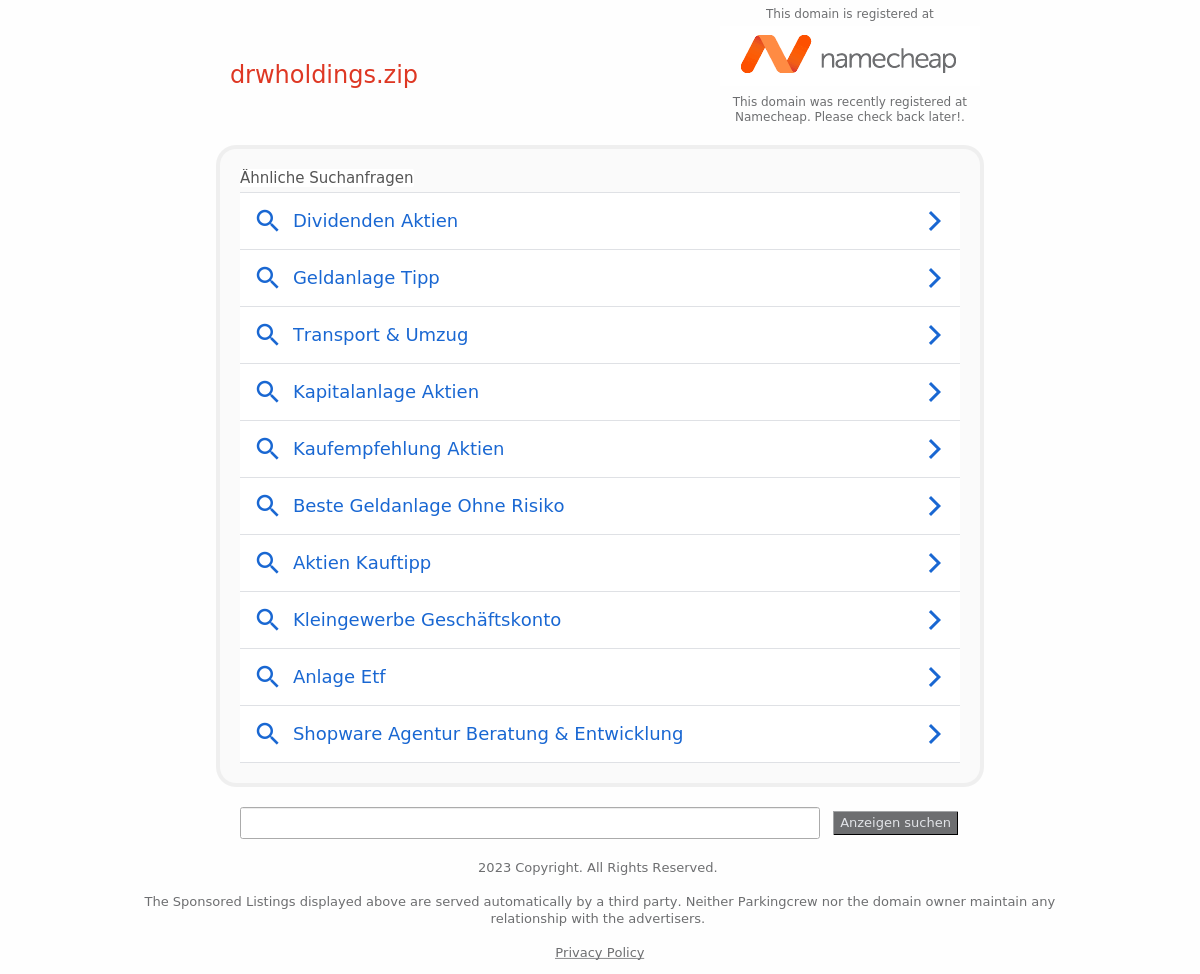 This domain is registered at
namecheap
drwholdings.zip
This domain was recently registered at
Namecheap. Please check back later!.
Ähnliche Suchanfragen
Dividenden Aktien
Geldanlage Tipp
Transport & Umzug
Kapitalanlage Aktien
Kaufempfehlung Aktien
Beste Geldanlage Ohne Risiko
Aktien Kauftipp
Kleingewerbe Geschäftskonto
Anlage Etf
Shopware Agentur Beratung & Entwicklung
Anzeigen suchen
2023 Copyright. All Rights Reserved.
The Sponsored Listings displayed above are served automatically by a third party. Neither Parkingcrew nor the domain owner maintain any
relationship with the advertisers.
Privacy Policy